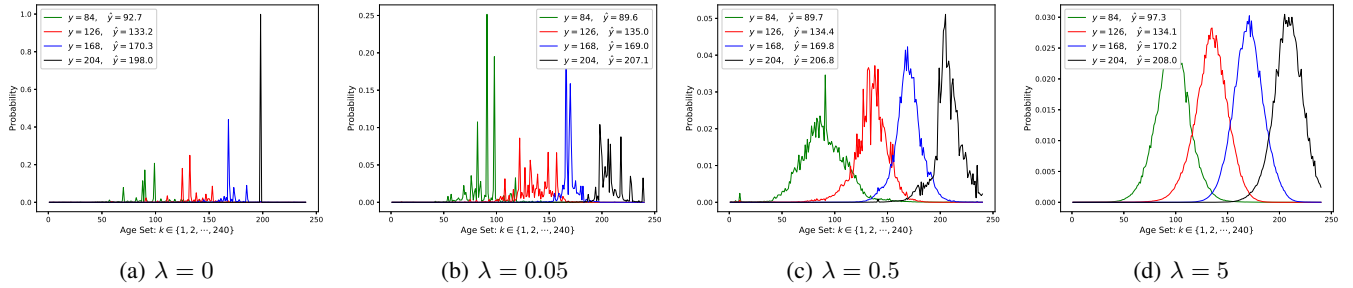 y = 84, ŷ = 92.7
y = 126, ŷ = 133.2
y = 168, ŷ = 170.3
y = 204, ŷ = 198.0
Probability
1.0
0.8
0.6
0.4
0.2
0.0
0 50 100 150 200 250
Age Set: k ∈ {1, 2, ⋯, 240}
(a) λ = 0
y = 84, ŷ = 89.6
y = 126, ŷ = 135.0
y = 168, ŷ = 169.0
y = 204, ŷ = 207.1
Probability
0.25
0.20
0.15
0.10
0.05
0.00
0 50 100 150 200 250
Age Set: k ∈ {1, 2, ⋯, 240}
(b) λ = 0.05
y = 84, ŷ = 89.7
y = 126, ŷ = 134.4
y = 168, ŷ = 169.8
y = 204, ŷ = 206.8
Probability
0.05
0.04
0.03
0.02
0.01
0.00
0 50 100 150 200 250
Age Set: k ∈ {1, 2, ⋯, 240}
(c) λ = 0.5
y = 84, ŷ = 97.3
y = 126, ŷ = 134.1
y = 168, ŷ = 170.2
y = 204, ŷ = 208.0
Probability
0.030
0.025
0.020
0.015
0.010
0.005
0.000
0 50 100 150 200 250
Age Set: k ∈ {1, 2, ⋯, 240}
(d) λ = 5